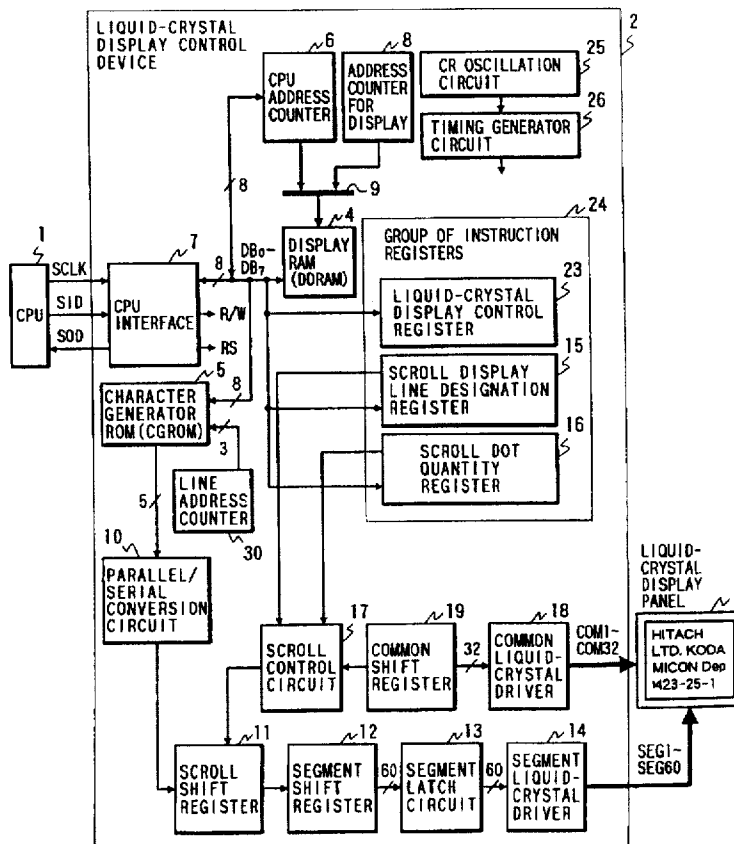 LIQUID-CRYSTAL
DISPLAY CONTROL
DEVICE
2
6
CPU
ADDRESS
COUNTER
8
ADDRESS
COUNTER
FOR
DISPLAY
25
CR OSCILLATION
CIRCUIT
26
TIMING GENERATOR
CIRCUIT
8
9
4
DISPLAY
RAM
(DDRAM)
24
GROUP OF INSTRUCTION
REGISTERS
1
CPU
SCLK
SID
SOD
7
CPU
INTERFACE
8
DB0-
DB7
R/W
RS
23
LIQUID-CRYSTAL
DISPLAY CONTROL
REGISTER
15
SCROLL DISPLAY
LINE DESIGNATION
REGISTER
16
SCROLL DOT
QUANTITY
REGISTER
5
CHARACTER
GENERATOR
ROM (CGROM)
8
3
5
LINE
ADDRESS
COUNTER
30
10
PARALLEL/
SERIAL
CONVERSION
CIRCUIT
17
SCROLL
CONTROL
CIRCUIT
19
COMMON
SHIFT
REGISTER
32
18
COMMON
LIQUID-
CRYSTAL
DRIVER
COM1~
COM32
LIQUID-
CRYSTAL
DISPLAY
PANEL
HITACH
LTD. KODA
MICON Dep
1423-25-1
11
SCROLL
SHIFT
REGISTER
12
SEGMENT
SHIFT
REGISTER
60
13
SEGMENT
LATCH
CIRCUIT
60
14
SEGMENT
LIQUID-
CRYSTAL
DRIVER
SEG1~
SEG60